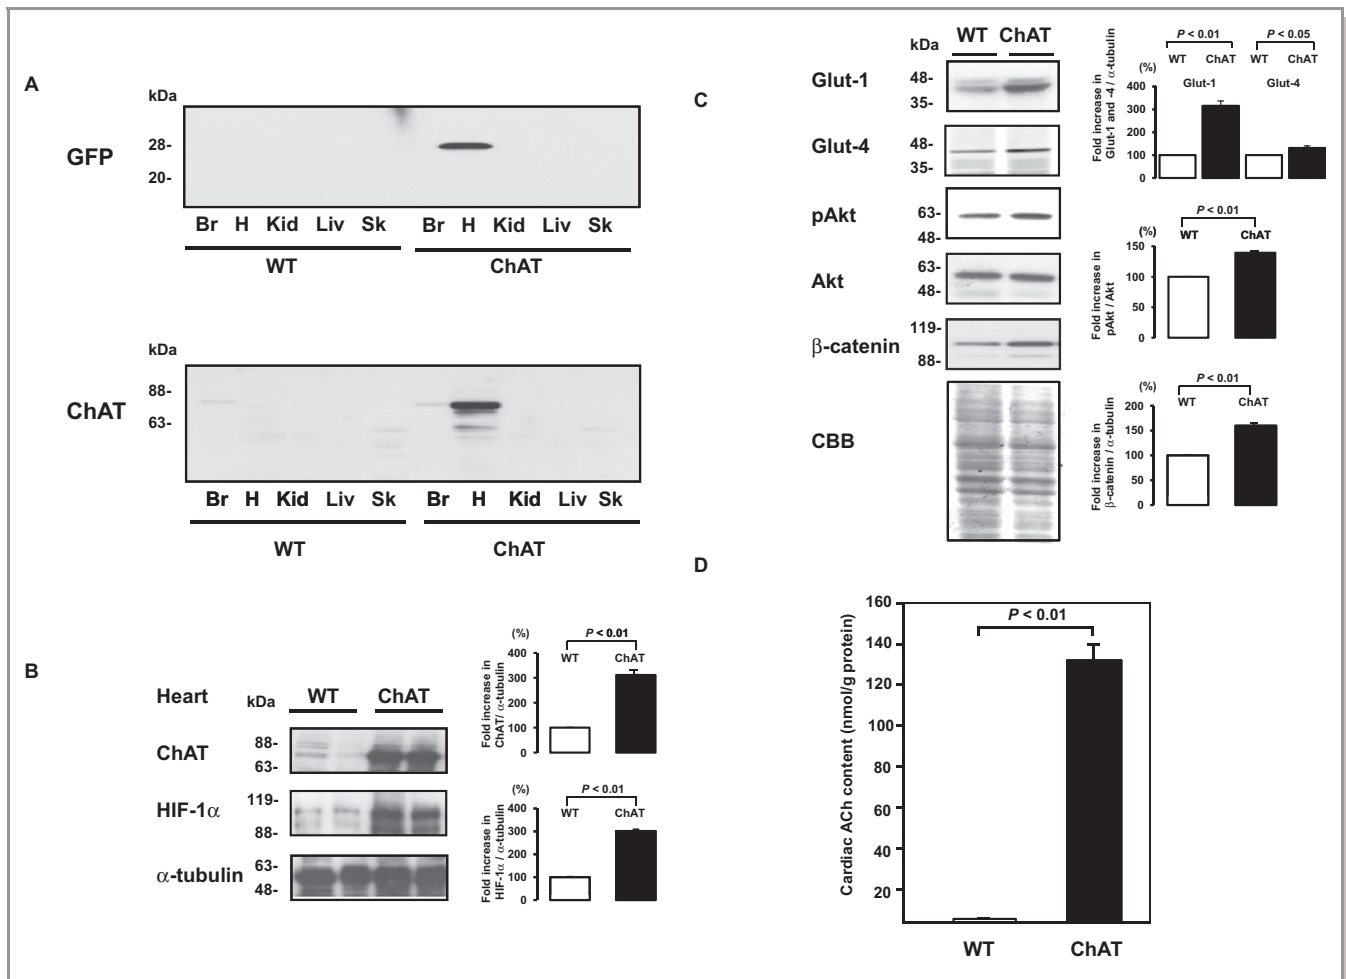 A
kDa
GFP
28-
20-
Br H Kid Liv Sk Br H Kid Liv Sk
WT ChAT
kDa
ChAT
88-
63-
Br H Kid Liv Sk Br H Kid Liv Sk
WT ChAT
B
Heart kDa WT ChAT
ChAT
88-
63-
HIF-1α
119-
88-
α-tubulin
63-
48-
(%)
P < 0.01
WT ChAT
Fold increase in
ChAT/ α-tubulin
400
300
200
100
0
(%)
P < 0.01
WT ChAT
Fold increase in
HIF-1α / α-tubulin
400
300
200
100
0
C
kDa WT ChAT
Glut-1
48-
35-
Glut-4
48-
35-
pAkt
63-
48-
Akt
63-
48-
β-catenin
119-
88-
CBB
P < 0.01 P < 0.05
WT ChAT WT ChAT
(%)
Glut-1 Glut-4
Fold increase in
Glut-1 and -4 / α-tubulin
400
300
200
100
0
P < 0.01
(%)
WT ChAT
Fold increase in
pAkt / Akt
150
100
50
0
P < 0.01
(%)
WT ChAT
Fold increase in
β-catenin / α-tubulin
200
150
100
50
0
D
Cardiac ACh content (nmol/g protein)
160
140
120
100
80
60
40
20
P < 0.01
WT ChAT